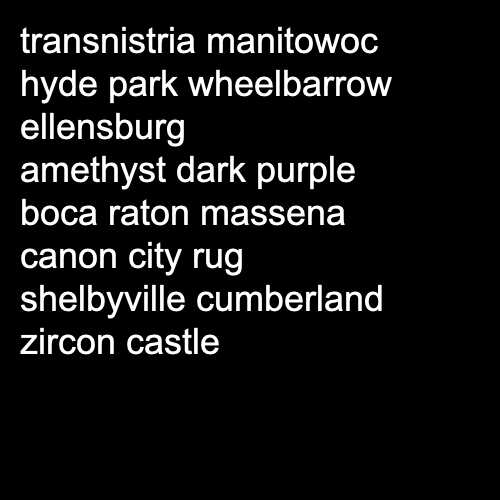 transnistria manitowoc
hyde park wheelbarrow
ellensburg
amethyst dark purple
boca raton massena
canon city rug
shelbyville cumberland
zircon castle